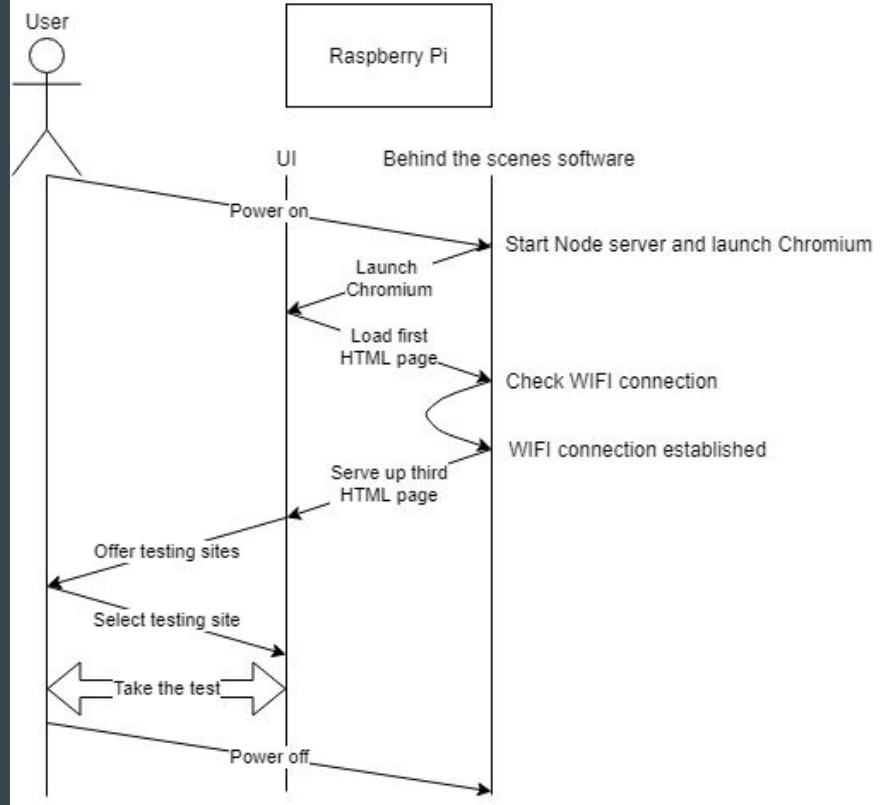 User
Raspberry Pi
UI
Behind the scenes software
Power on
Start Node server and launch Chromium
Launch
Chromium
Load first
HTML page
Check WIFI connection
WIFI connection established
Serve up third
HTML page
Offer testing sites
Select testing site
Take the test
Power off